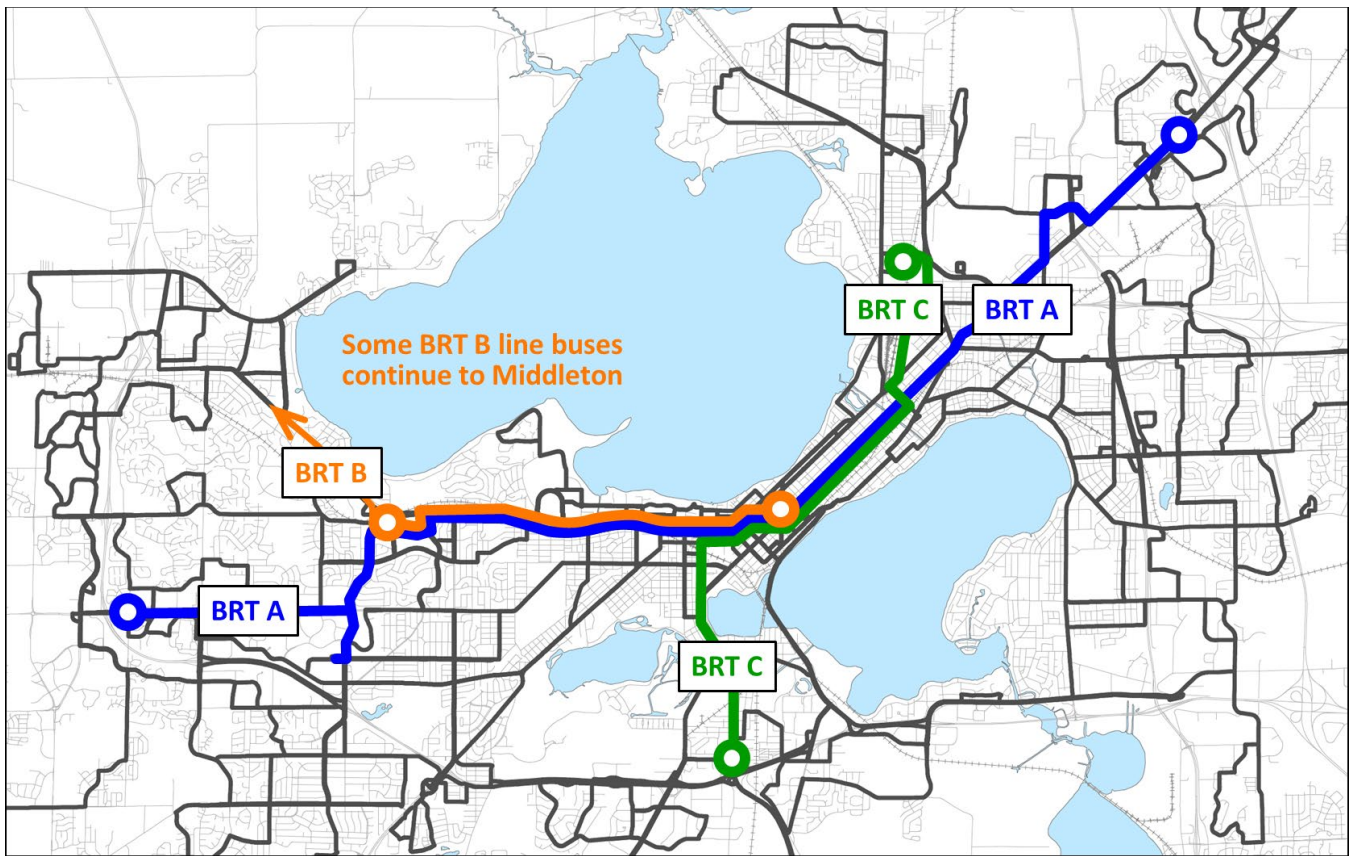 BRT C
BRT A
Some BRT B line buses
continue to Middleton
BRT B
BRT A
BRT C